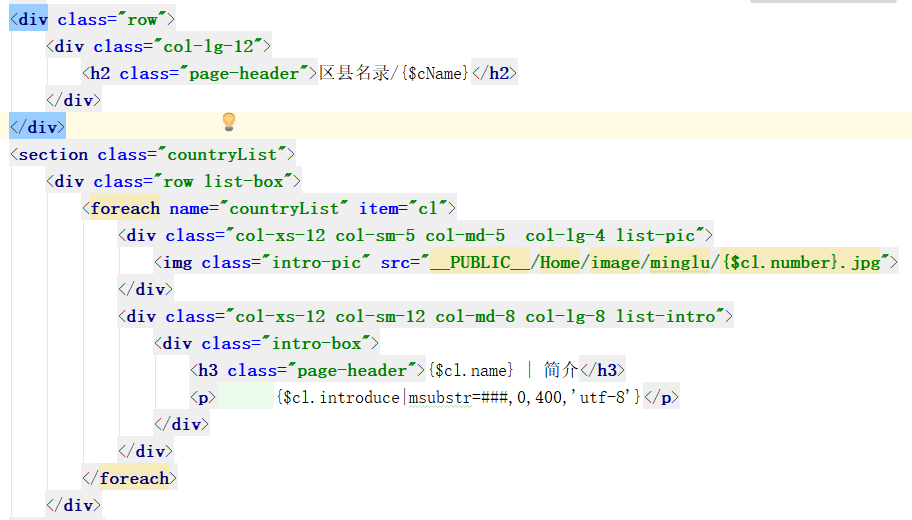 <div class="row">
<div class="col-lg-12">
<h2 class="page-header">区县名录/{$cName}</h2>
</div>
</div>
<section class="countryList">
<div class="row list-box">
<foreach name="countryList" item="cl">
<div class="col-xs-12 col-sm-5 col-md-5  col-lg-4 list-pic">
<img class="intro-pic" src="__PUBLIC__/Home/image/minglu/{$cl.number}.jpg">
</div>
<div class="col-xs-12 col-sm-12 col-md-8 col-lg-8 list-intro">
<div class="intro-box">
<h3 class="page-header">{$cl.name} | 简介</h3>
<p>      {$cl.introduce|msubstr=###,0,400,'utf-8'}</p>
</div>
</div>
</foreach>
</div>